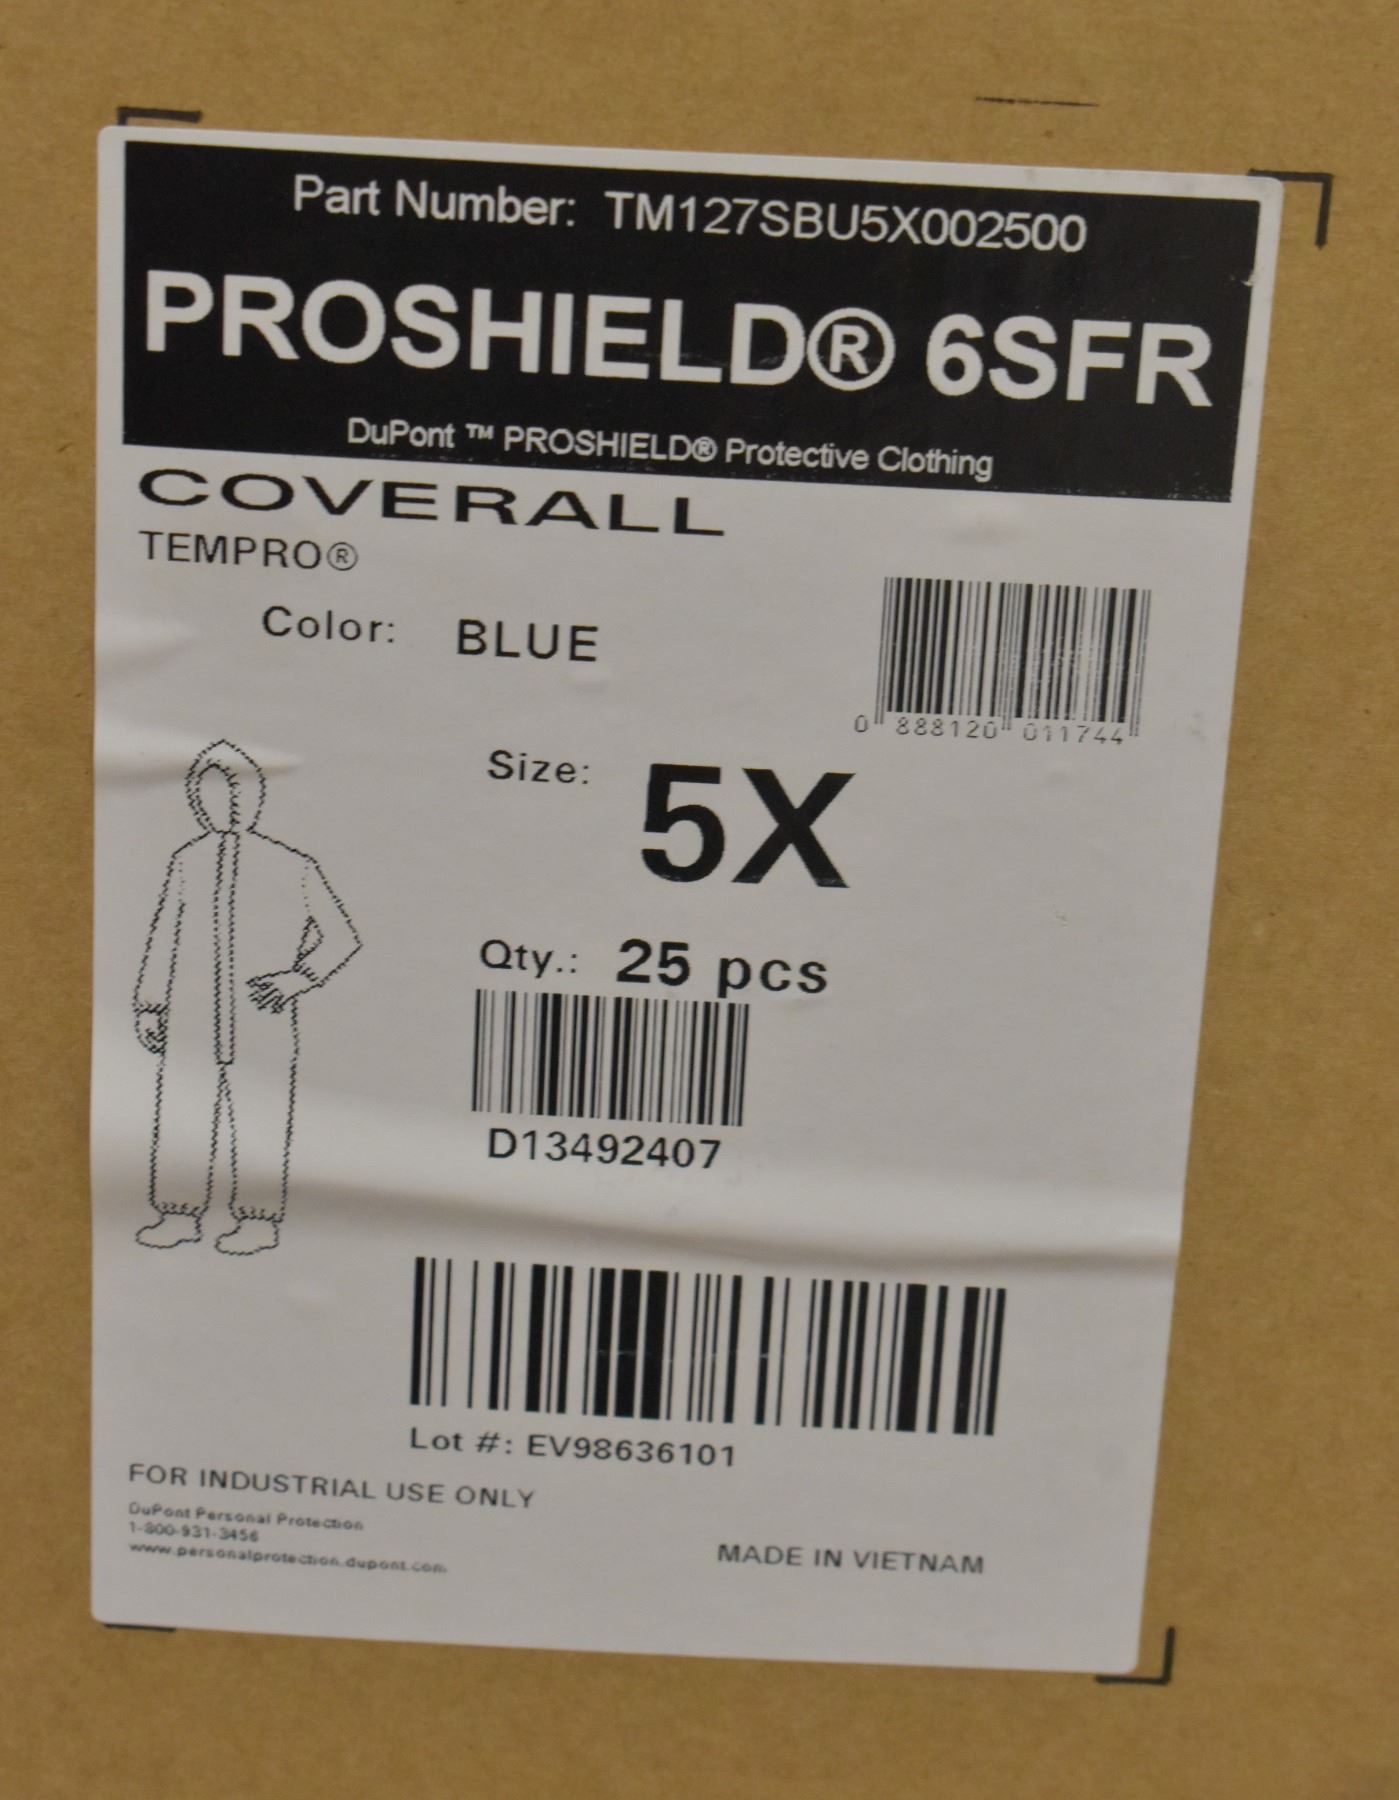 Part Number: TM127SBU5X002500
PROSHIELD® 6SFR
DuPont ™ PROSHIELD® Protective Clothing
COVERALL
TEMPRO®
Color: BLUE
0 888120 011744
Size: 5X
Qty.: 25 pcs
D13492407
Lot #: EV98636101
FOR INDUSTRIAL USE ONLY
DuPont Personal Protection
1-800-931-3456
www.personalprotection.dupont.com
MADE IN VIETNAM